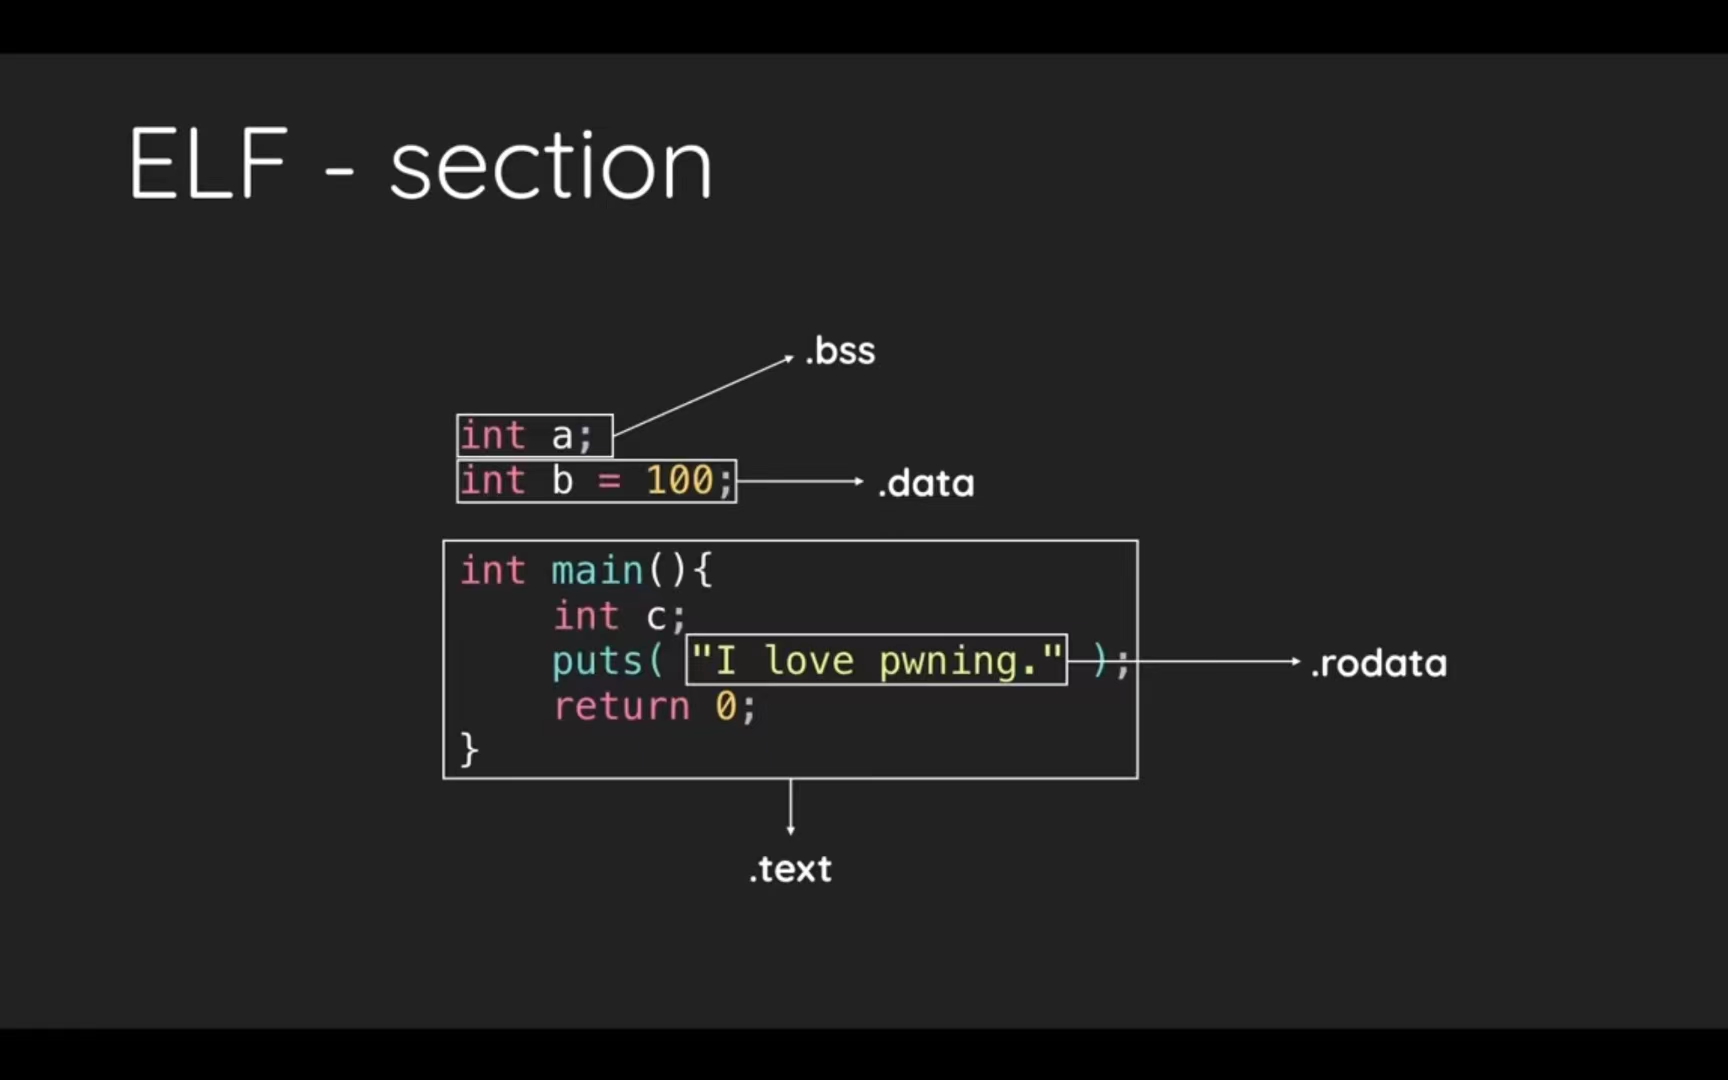 ELF - section
.bss
int a;
int b = 100;
.data
int main(){
int c;
puts( "I love pwning." );
.rodata
return 0;
}
.text